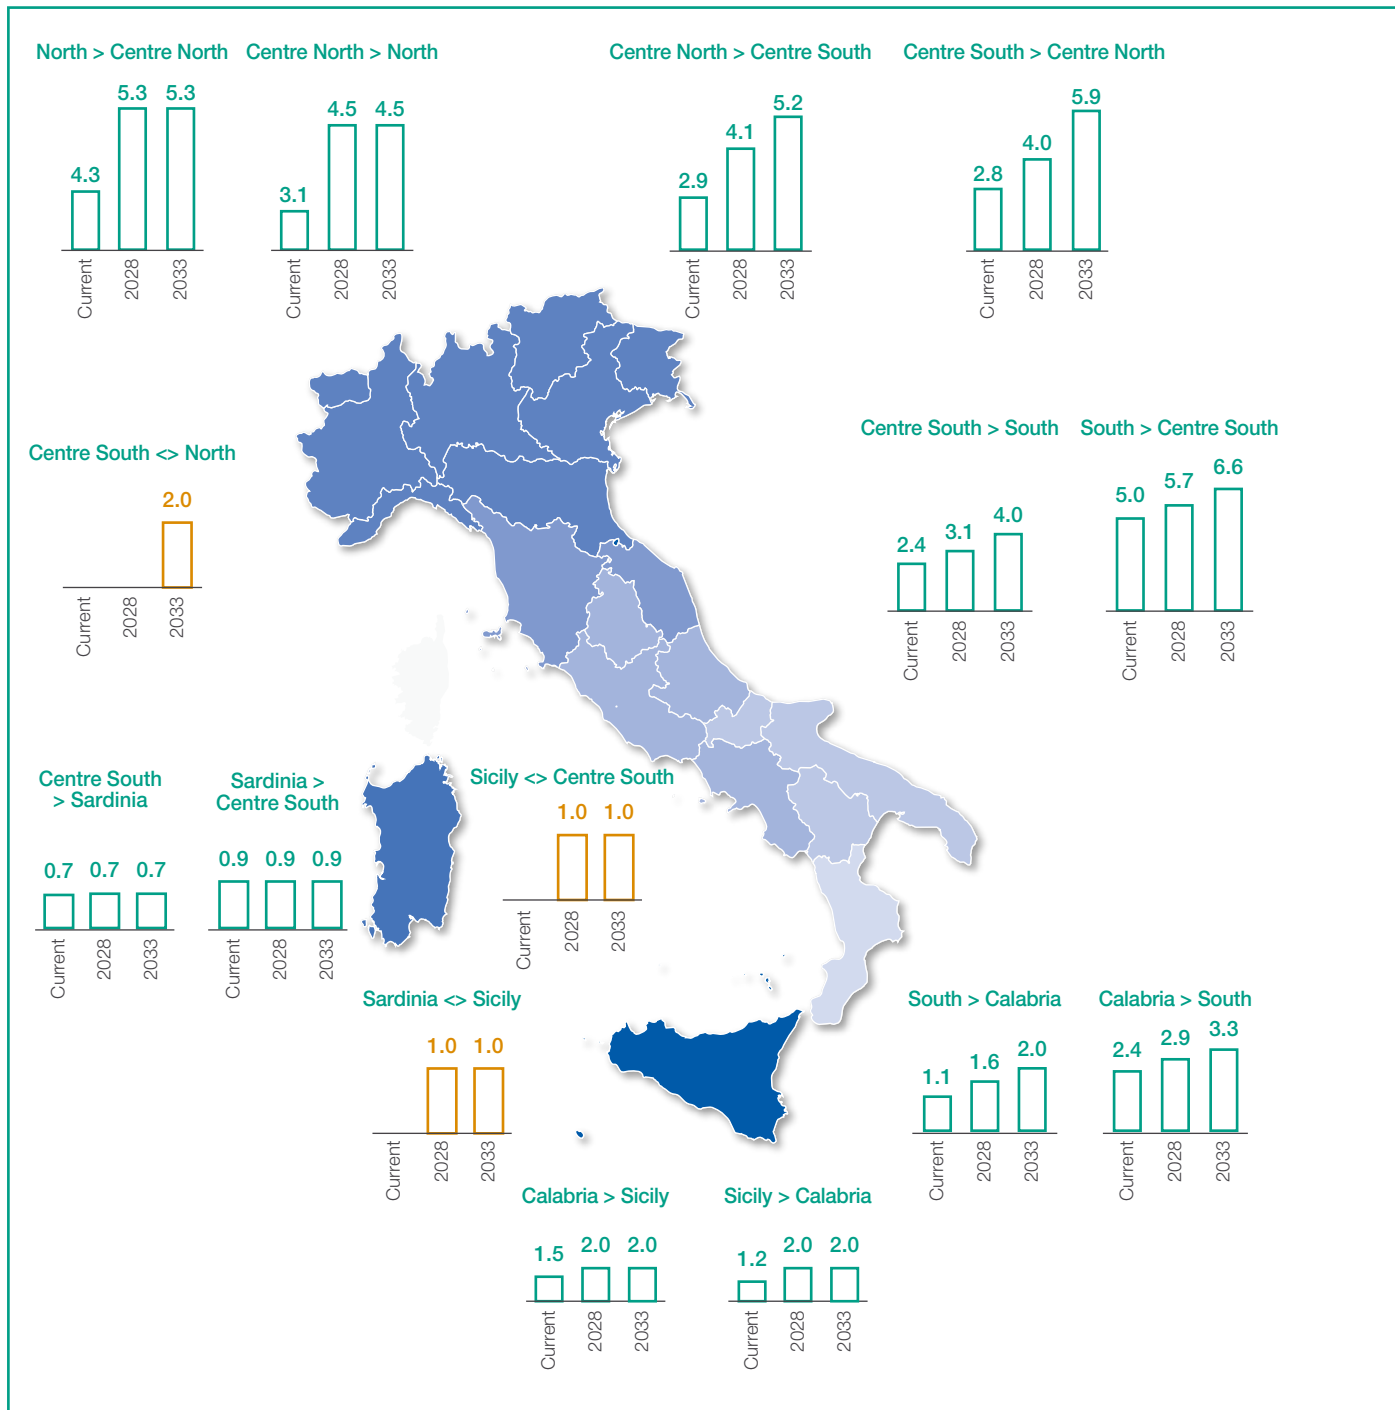 North > Centre North
5.3
5.3
4.3
Current
2028
2033
Centre North > North
4.5
4.5
3.1
Current
2028
2033
Centre North > Centre South
5.2
4.1
2.9
Current
2028
2033
Centre South > Centre North
5.9
4.0
2.8
Current
2028
2033
Centre South <> North
2.0
Current
2028
2033
Centre South > South
4.0
3.1
2.4
Current
2028
2033
South > Centre South
6.6
5.7
5.0
Current
2028
2033
Centre South
> Sardinia
0.7
0.7
0.7
Current
2028
2033
Sardinia >
Centre South
0.9
0.9
0.9
Current
2028
2033
Sicily <> Centre South
1.0
1.0
Current
2028
2033
Sardinia <> Sicily
1.0
1.0
Current
2028
2033
South > Calabria
2.0
1.6
1.1
Current
2028
2033
Calabria > South
3.3
2.9
2.4
Current
2028
2033
Calabria > Sicily
2.0
2.0
1.5
Current
2028
2033
Sicily > Calabria
2.0
2.0
1.2
Current
2028
2033